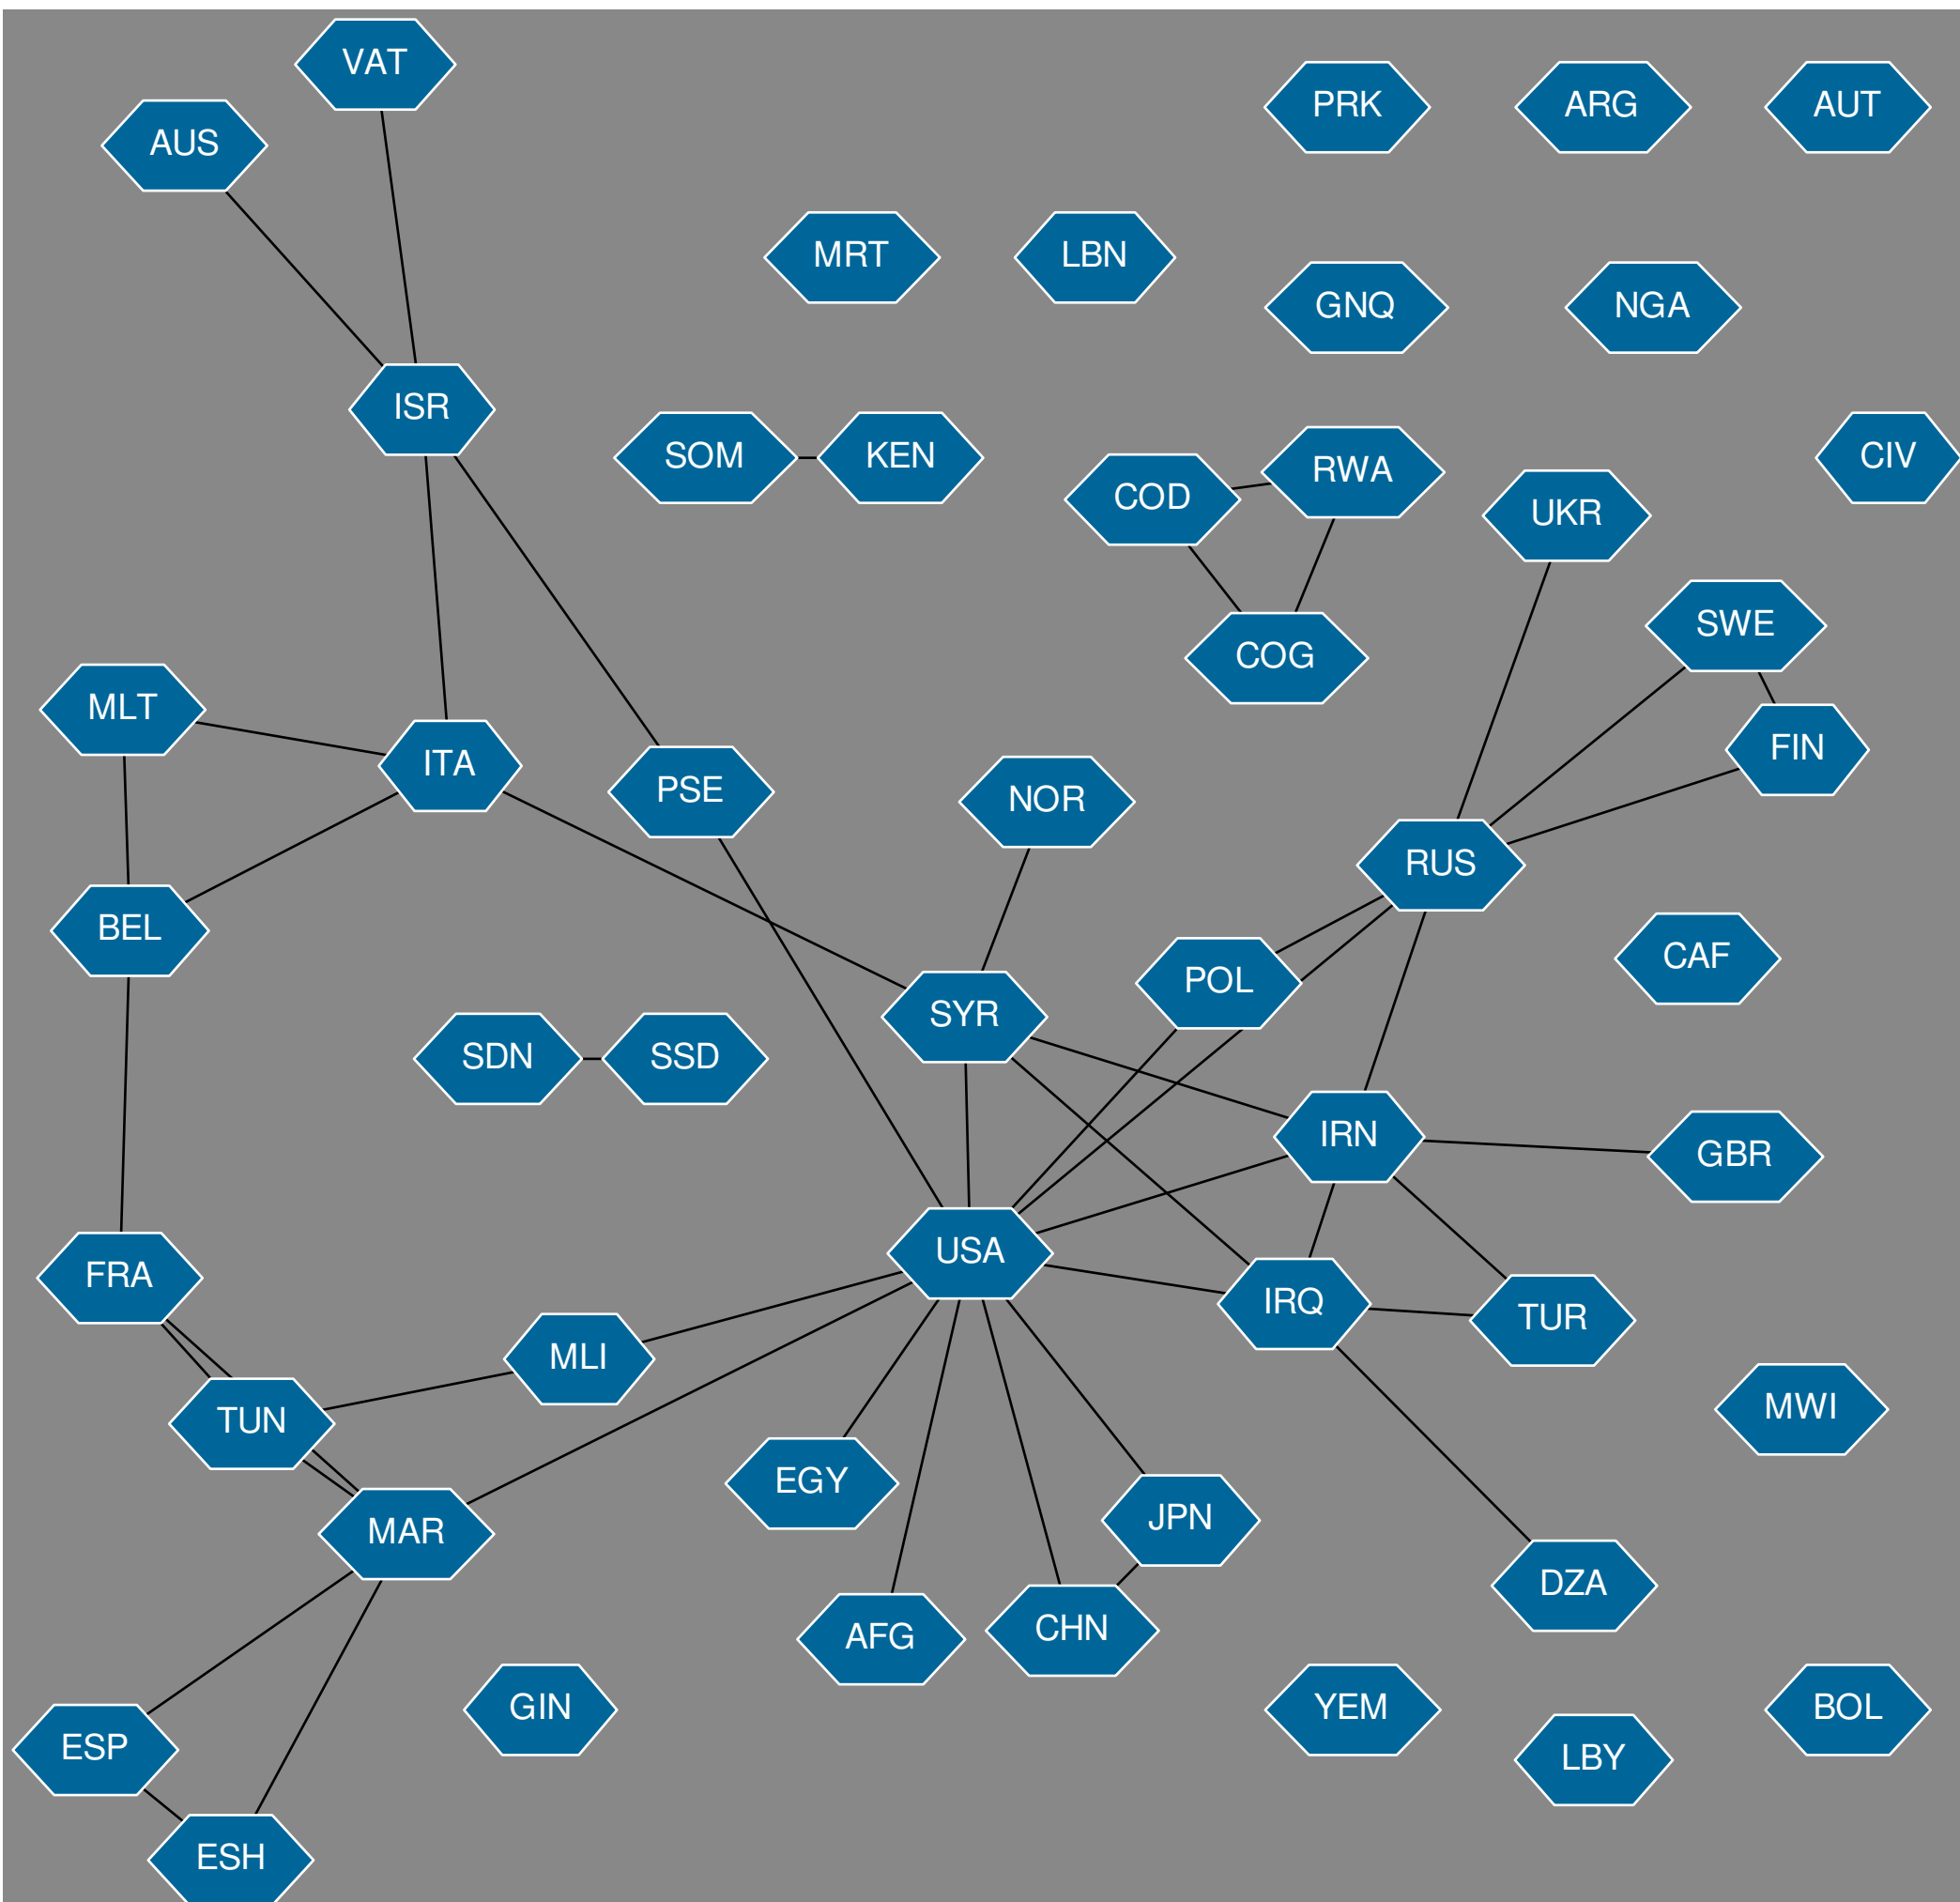 VAT
PRK
ARG
AUT
AUS
MRT
LBN
GNQ
NGA
ISR
SOM
KEN
RWA
CIV
COD
UKR
SWE
COG
MLT
FIN
ITA
PSE
NOR
RUS
BEL
CAF
POL
SYR
SDN
SSD
IRN
GBR
USA
FRA
IRQ
TUR
MLI
MWI
TUN
EGY
JPN
MAR
DZA
CHN
AFG
GIN
YEM
BOL
ESP
LBY
ESH